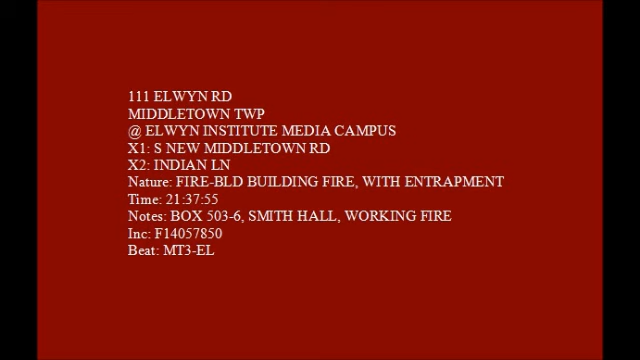 111 ELWYN RD
MIDDLETOWN TWP
@ ELWYN INSTITUTE MEDIA CAMPUS
X1: S NEW MIDDLETOWN RD
X2: INDIAN LN
Nature: FIRE-BLD BUILDING FIRE, WITH ENTRAPMENT
Time: 21:37:55
Notes: BOX 503-6, SMITH HALL, WORKING FIRE
Inc: F14057850
Beat: MT3-EL